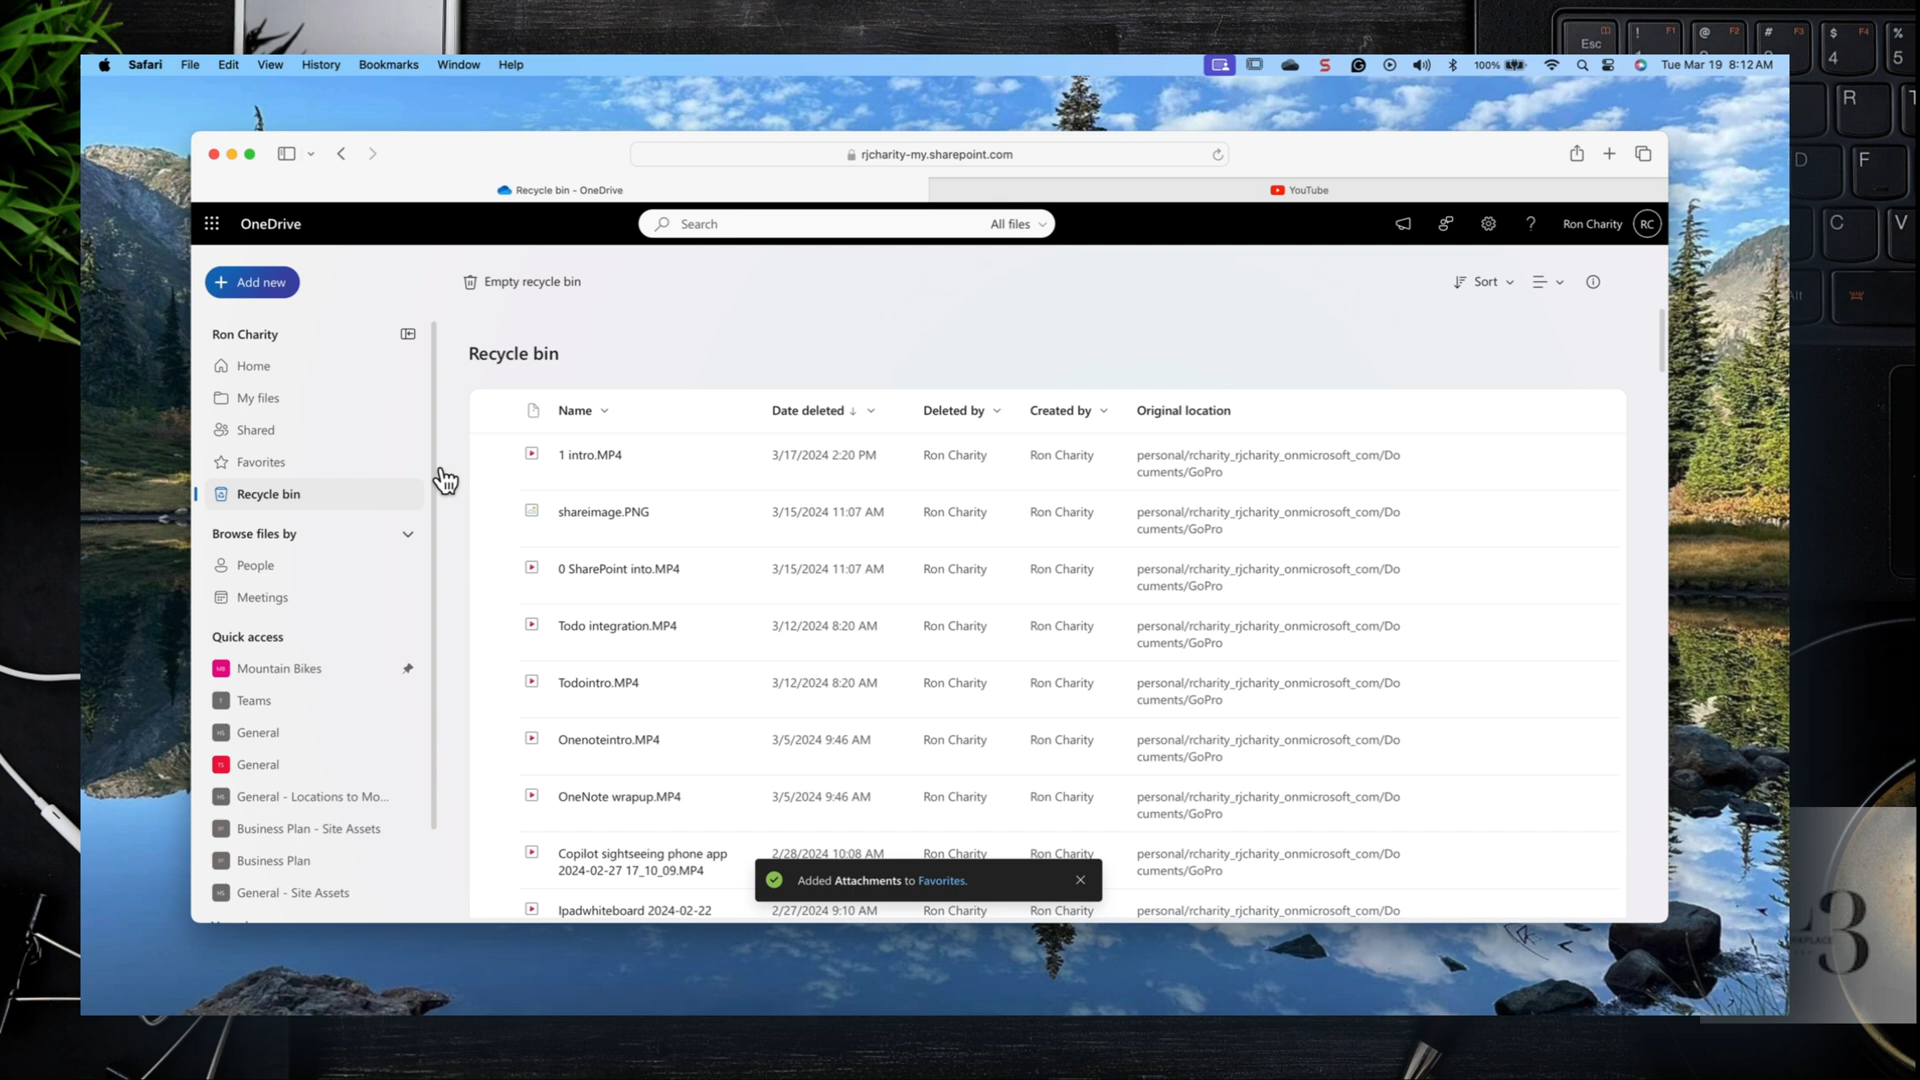 Safari File Edit View History Bookmarks Window Help
100%
Tue Mar 19 8:12 AM
rjcharity-my.sharepoint.com
Recycle bin - OneDrive
YouTube
OneDrive
Search
All files
Ron Charity
RC
Add new
Empty recycle bin
Sort
Ron Charity
Home
My files
Shared
Favorites
Recycle bin
Browse files by
People
Meetings
Quick access
Mountain Bikes
Teams
General
General
General - Locations to Mo...
Business Plan - Site Assets
Business Plan
General - Site Assets
Recycle bin
Name Date deleted Deleted by Created by Original location
1 intro.MP4 3/17/2024 2:20 PM Ron Charity Ron Charity personal/rcharity_rjcharity_onmicrosoft_com/Do
cuments/GoPro
shareimage.PNG 3/15/2024 11:07 AM Ron Charity Ron Charity personal/rcharity_rjcharity_onmicrosoft_com/Do
cuments/GoPro
0 SharePoint into.MP4 3/15/2024 11:07 AM Ron Charity Ron Charity personal/rcharity_rjcharity_onmicrosoft_com/Do
cuments/GoPro
Todo integration.MP4 3/12/2024 8:20 AM Ron Charity Ron Charity personal/rcharity_rjcharity_onmicrosoft_com/Do
cuments/GoPro
Todointro.MP4 3/12/2024 8:20 AM Ron Charity Ron Charity personal/rcharity_rjcharity_onmicrosoft_com/Do
cuments/GoPro
Onenoteintro.MP4 3/5/2024 9:46 AM Ron Charity Ron Charity personal/rcharity_rjcharity_onmicrosoft_com/Do
cuments/GoPro
OneNote wrapup.MP4 3/5/2024 9:46 AM Ron Charity Ron Charity personal/rcharity_rjcharity_onmicrosoft_com/Do
cuments/GoPro
Copilot sightseeing phone app 2/28/2024 10:08 AM Ron Charity Ron Charity personal/rcharity_rjcharity_onmicrosoft_com/Do
2024-02-27 17_10_09.MP4 cuments/GoPro
Added Attachments to Favorites.
Ipadwhiteboard 2024-02-22 2/27/2024 9:10 AM Ron Charity Ron Charity personal/rcharity_rjcharity_onmicrosoft_com/Do
Esc
! F1
@ F2
# F3
$ F4
%
4
5
R
D
F
C
V
3